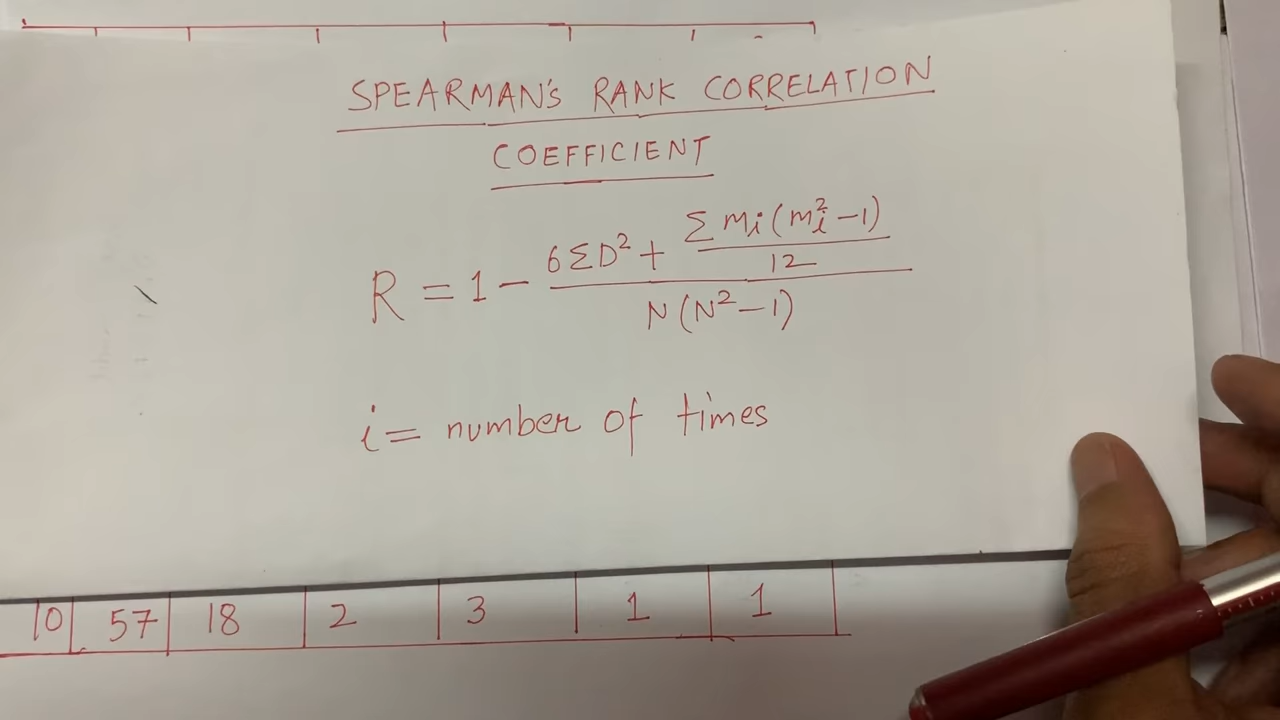 SPEARMAN'S RANK CORRELATION
COEFFICIENT
R = 1 - (6ΣD² + (Σ mᵢ(mᵢ² - 1))/12) / (N(N² - 1))
i = number of times
10 57 18 2 3 1 1